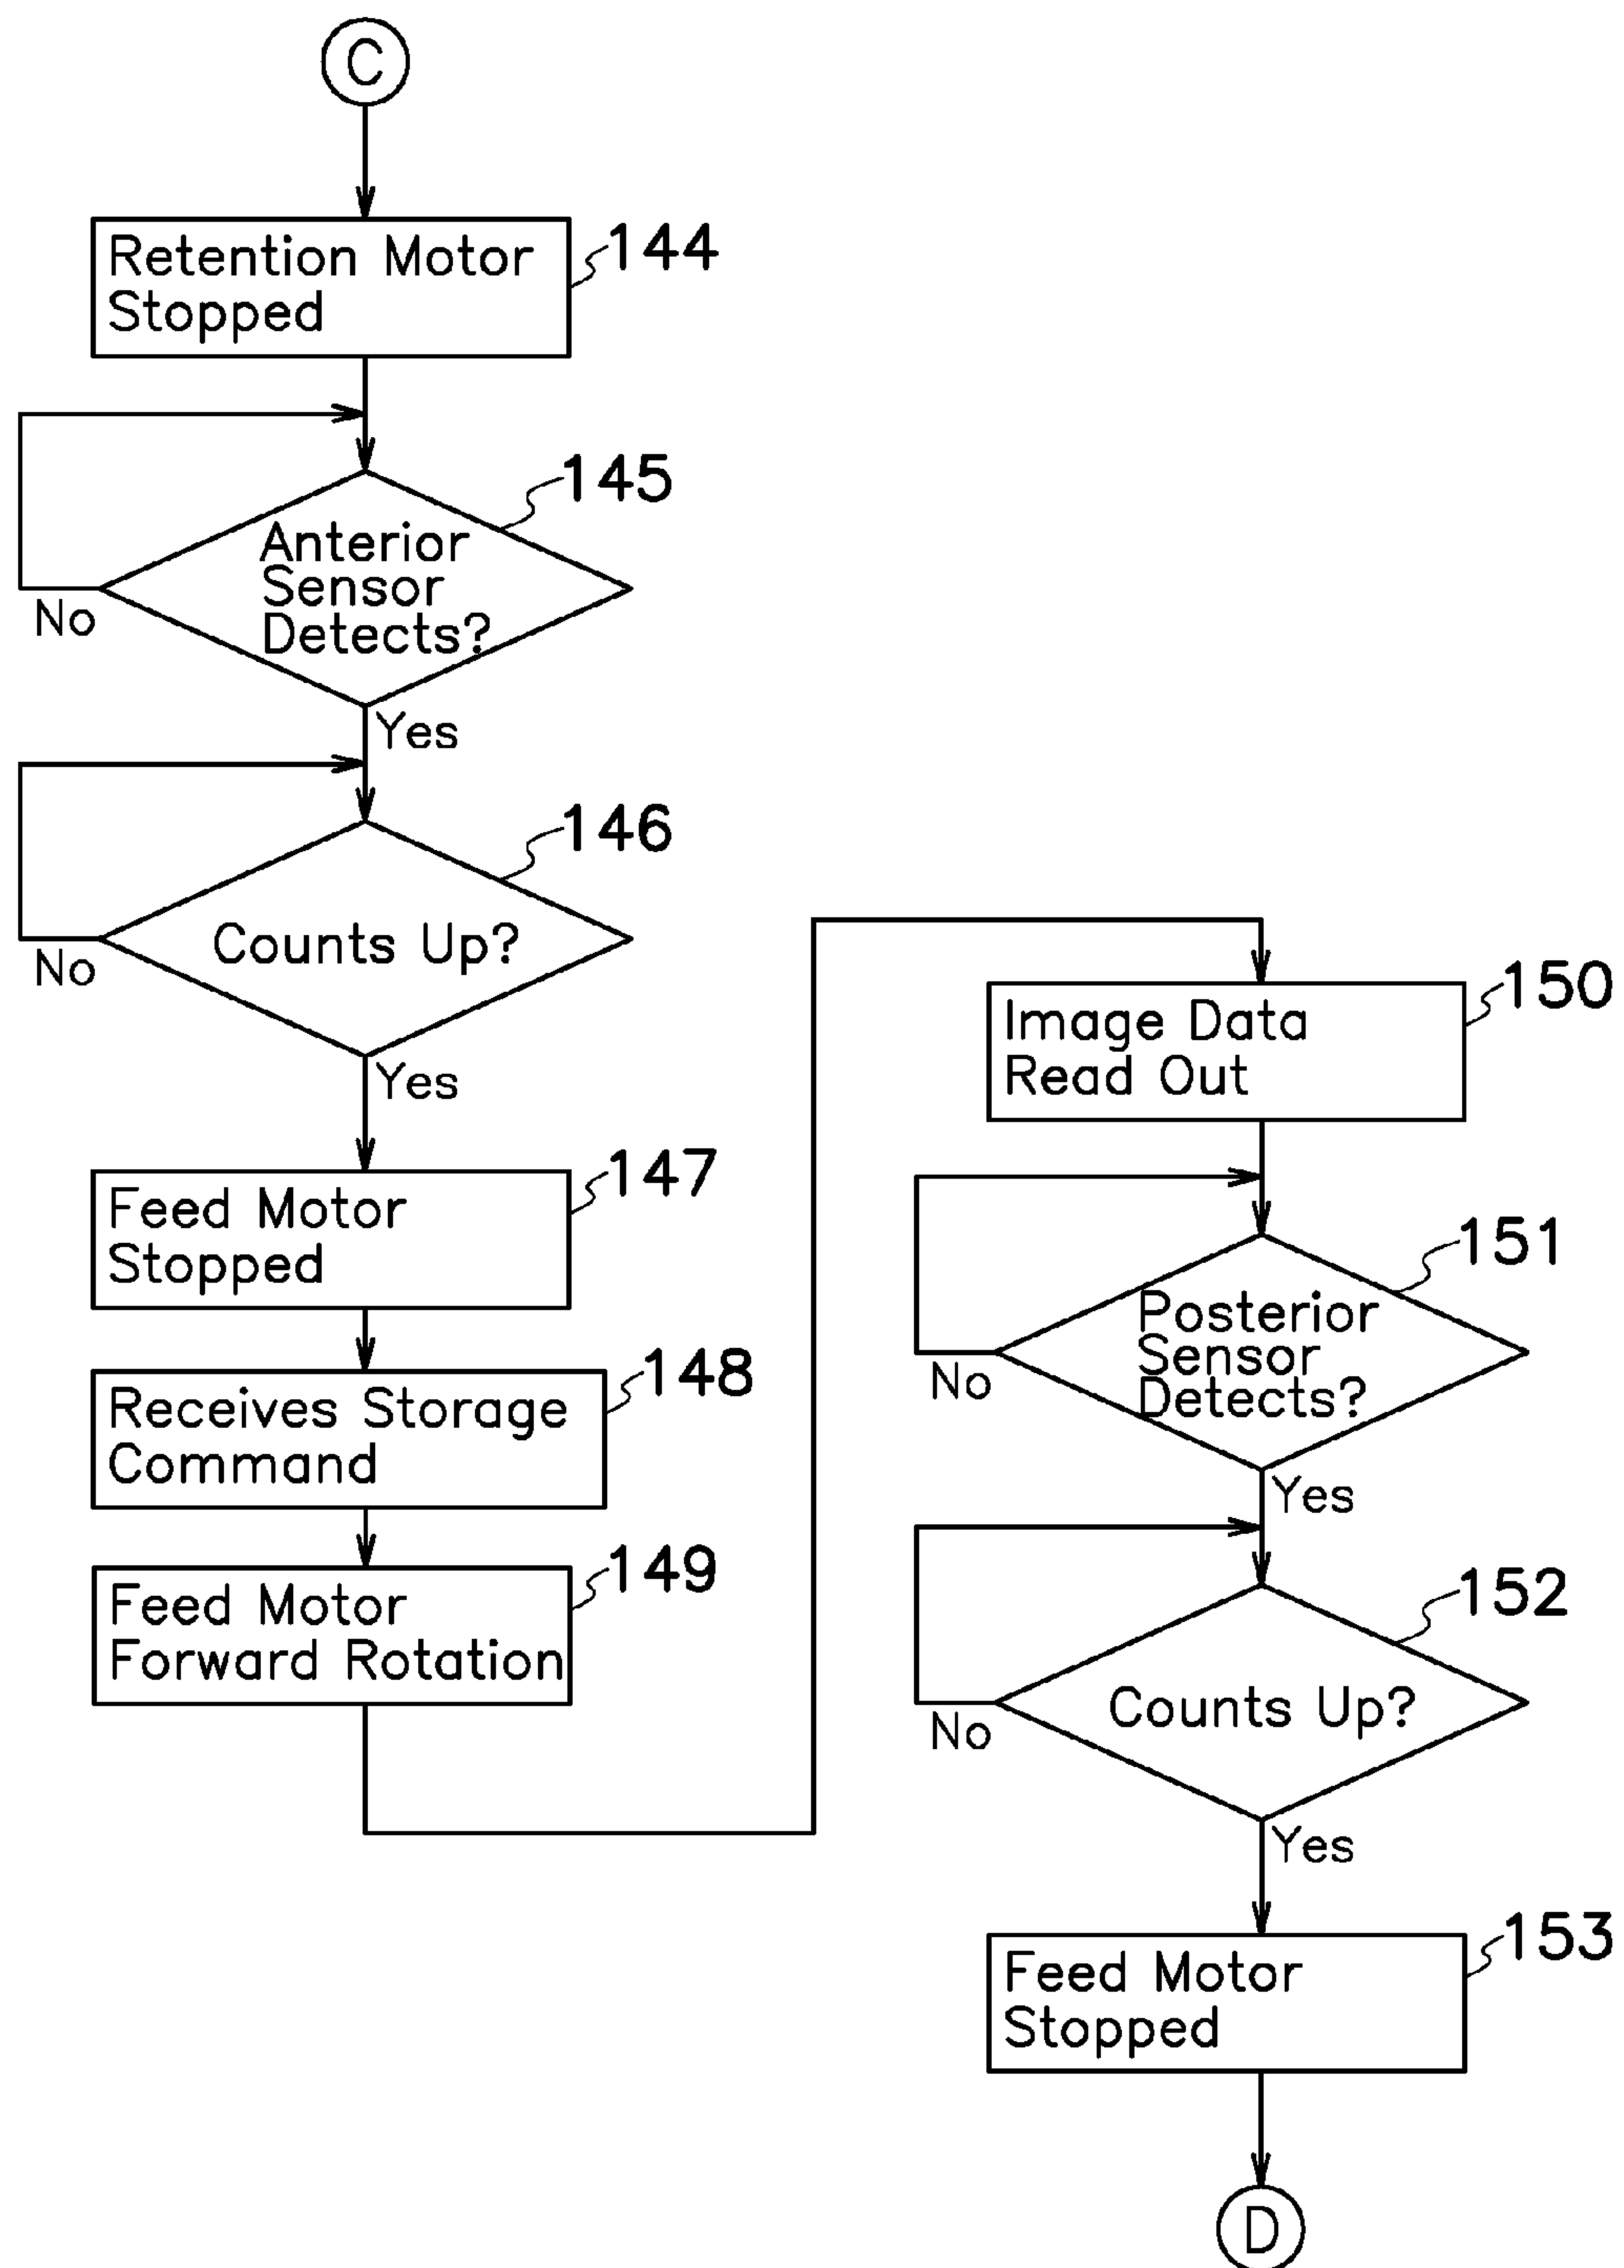 C
Retention Motor
Stopped
144
145
Anterior
Sensor
Detects?
No
Yes
146
Counts Up?
No
Yes
Feed Motor
Stopped
147
Receives Storage
Command
148
Feed Motor
Forward Rotation
149
Image Data
Read Out
150
151
Posterior
Sensor
Detects?
No
Yes
152
Counts Up?
No
Yes
Feed Motor
Stopped
153
D